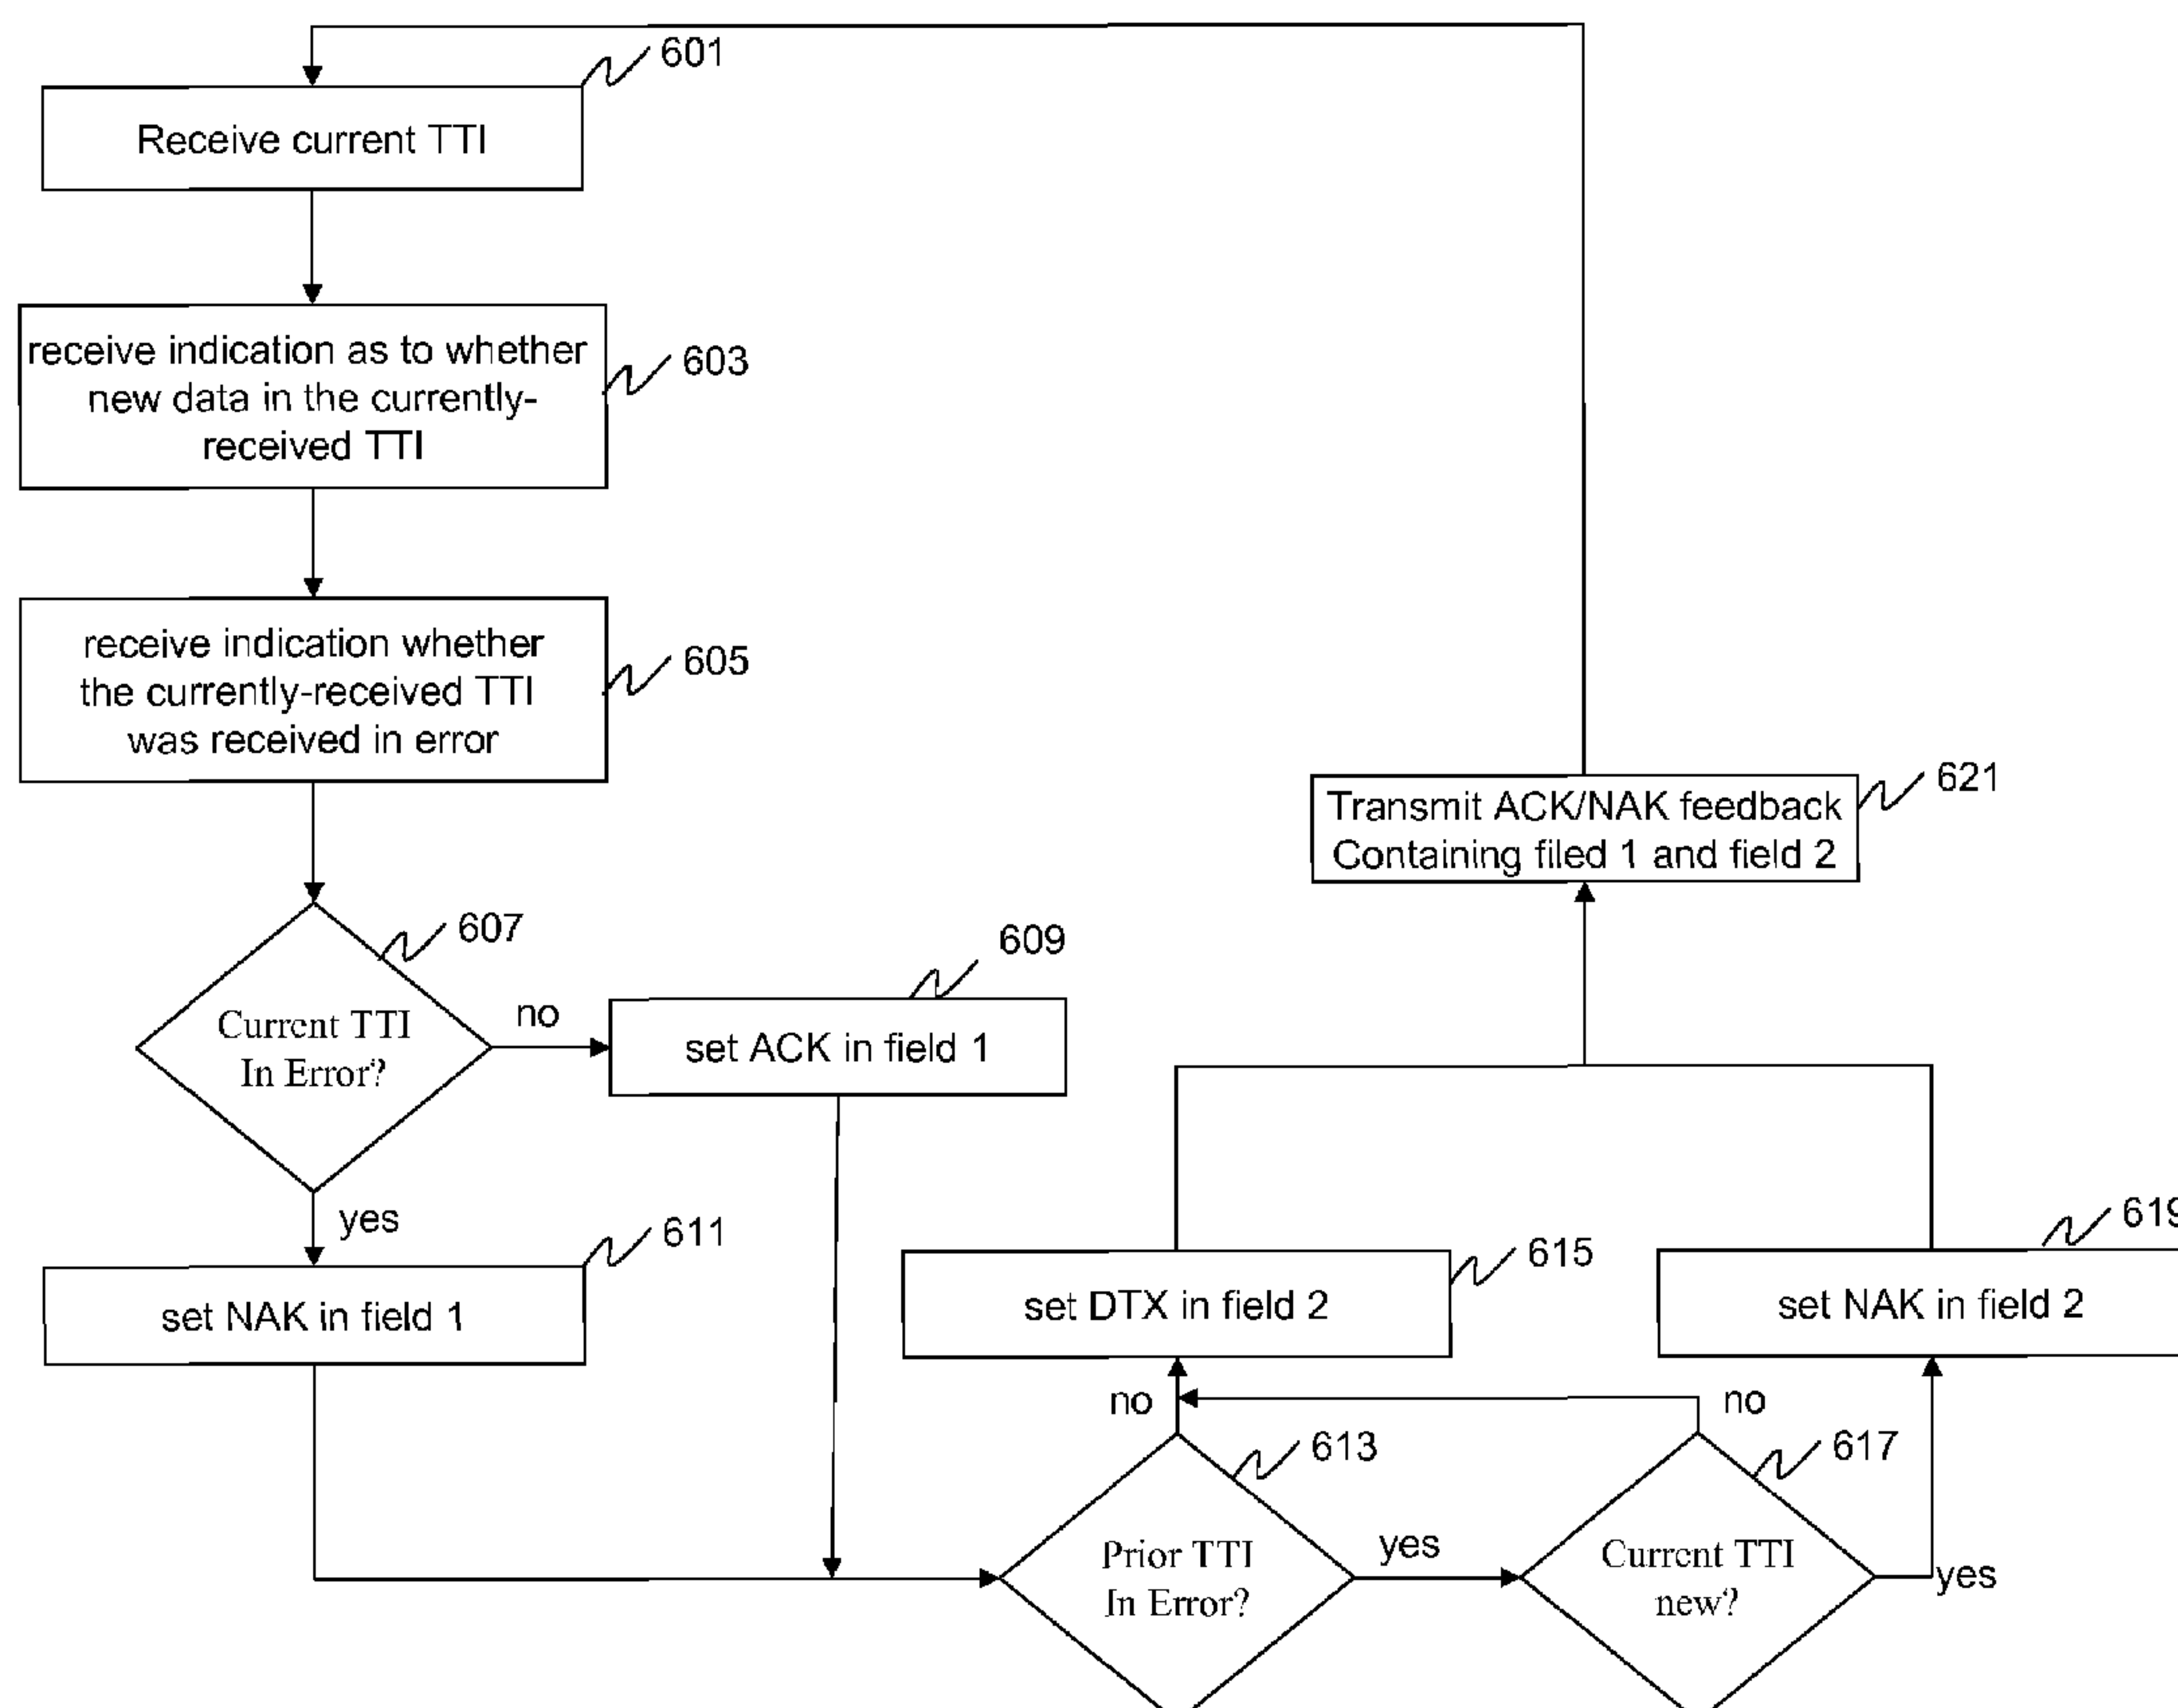 601
Receive current TTI
receive indication as to whether
new data in the currently-
received TTI
603
receive indication whether
the currently-received TTI
was received in error
605
Transmit ACK/NAK feedback
Containing filed 1 and field 2
621
607
Current TTI
In Error?
no
609
set ACK in field 1
yes
611
set NAK in field 1
615
set DTX in field 2
619
set NAK in field 2
no
no
613
Prior TTI
In Error?
yes
617
Current TTI
new?
yes